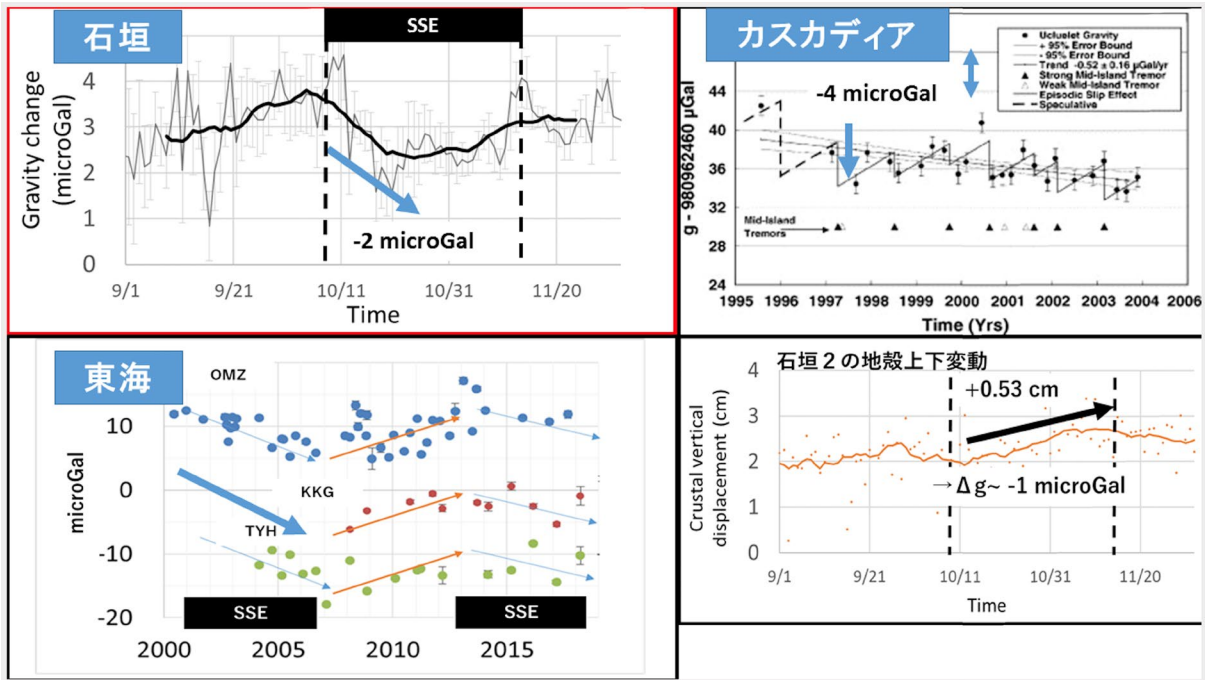 石垣
SSE
Gravity change
(microGal)
4
3
2
1
0
-2 microGal
9/1
9/21
10/11
10/31
11/20
Time
カスカディア
Ucluelet Gravity
+ 95% Error Bound
- 95% Error Bound
Trend -0.52 ± 0.16 μGal/yr
Strong Mid-Island Tremor
Weak Mid-Island Tremor
Episodic Slip Effect
Speculative
-4 microGal
g - 980962460 μGal
44
40
36
32
28
24
Mid-Island
Tremors
1995
1996
1997
1998
1999
2000
2001
2002
2003
2004
2005
2006
Time (Yrs)
東海
OMZ
KKG
TYH
microGal
10
0
-10
-20
SSE
SSE
2000
2005
2010
2015
石垣2の地殻上下変動
+0.53 cm
→Δg~ -1 microGal
Crustal vertical
displacement (cm)
4
3
2
1
0
9/1
9/21
10/11
10/31
11/20
Time